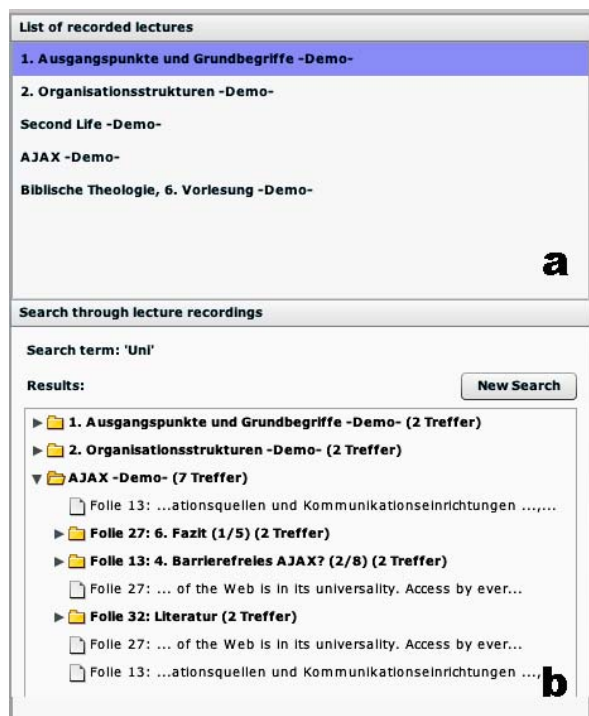 List of recorded lectures
1. Ausgangspunkte und Grundbegriffe -Demo-
2. Organisationsstrukturen -Demo-
Second Life -Demo-
AJAX -Demo-
Biblische Theologie, 6. Vorlesung -Demo-
a
Search through lecture recordings
Search term: 'Uni'
Results:
New Search
1. Ausgangspunkte und Grundbegriffe -Demo- (2 Treffer)
2. Organisationsstrukturen -Demo- (2 Treffer)
AJAX -Demo- (7 Treffer)
Folie 13: ...ationsquellen und Kommunikationseinrichtungen ...,...
Folie 27: 6. Fazit (1/5) (2 Treffer)
Folie 13: 4. Barrierefreies AJAX? (2/8) (2 Treffer)
Folie 27: ... of the Web is in its universality. Access by ever...
Folie 32: Literatur (2 Treffer)
Folie 27: ... of the Web is in its universality. Access by ever...
Folie 13: ...ationsquellen und Kommunikationseinrichtungen ...,
b